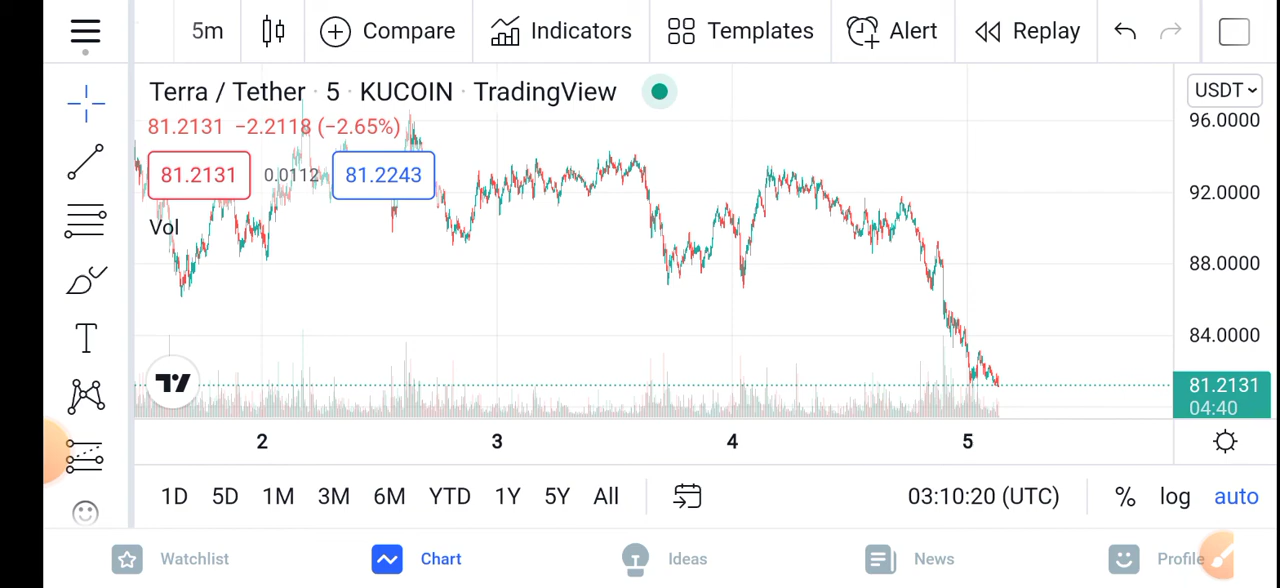 5m Compare Indicators Templates Alert Replay
Terra / Tether · 5 · KUCOIN · TradingView
USDT
81.2131 −2.2118 (−2.65%)
81.2131 0.0112 81.2243
Vol
96.0000
92.0000
88.0000
84.0000
81.2131
04:40
2 3 4 5
1D 5D 1M 3M 6M YTD 1Y 5Y All 03:10:20 (UTC) % log auto
Watchlist Chart Ideas News Profile